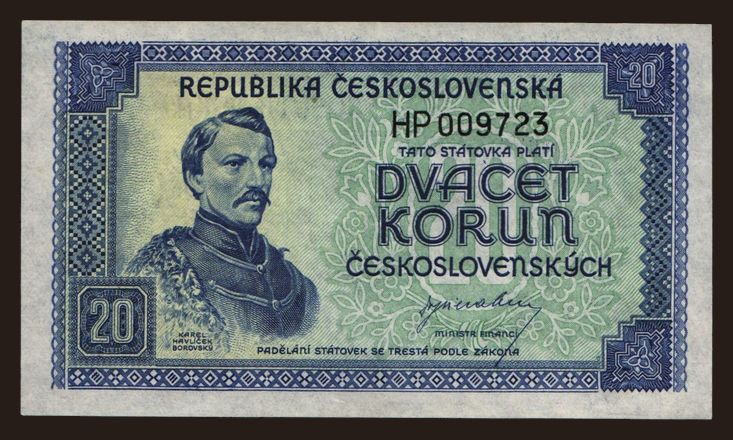 20
REPUBLIKA ČESKOSLOVENSKÁ
HP 009723
TATO STÁTOVKA PLATÍ
DVACET
KORUN
ČESKOSLOVENSKÝCH
MINISTR FINANCÍ
20
KAREL
HAVLÍČEK
BOROVSKÝ
PADĚLÁNÍ STÁTOVEK SE TRESTÁ PODLE ZÁKONA